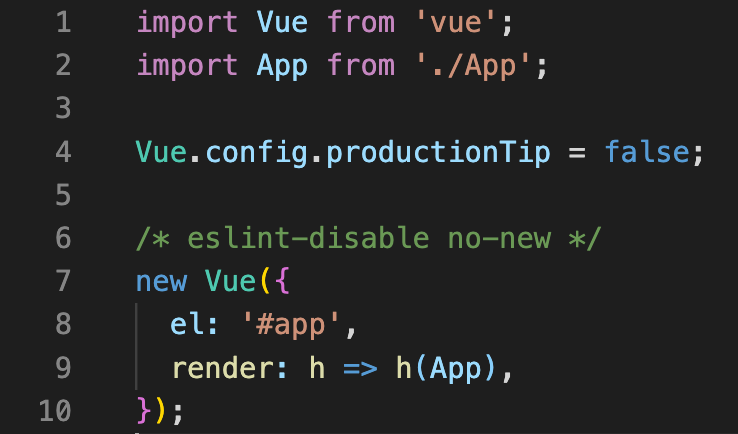 1 import Vue from 'vue';
2 import App from './App';
3
4 Vue.config.productionTip = false;
5
6 /* eslint-disable no-new */
7 new Vue({
8   el: '#app',
9   render: h => h(App),
10 });